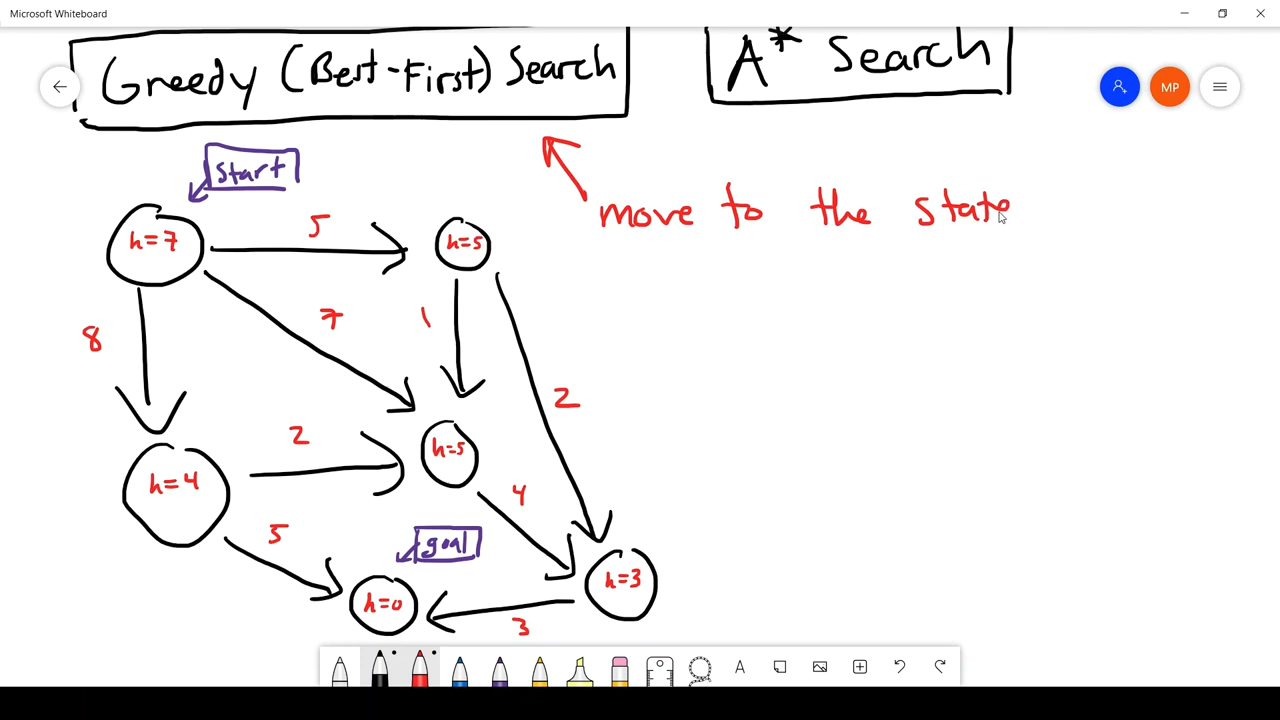 Microsoft Whiteboard
Greedy (Best-First) Search
A* Search
MP
start
move to the state
h=7
5
h=5
8
7
1
2
h=4
2
h=5
5
4
goal
h=0
3
h=3
A